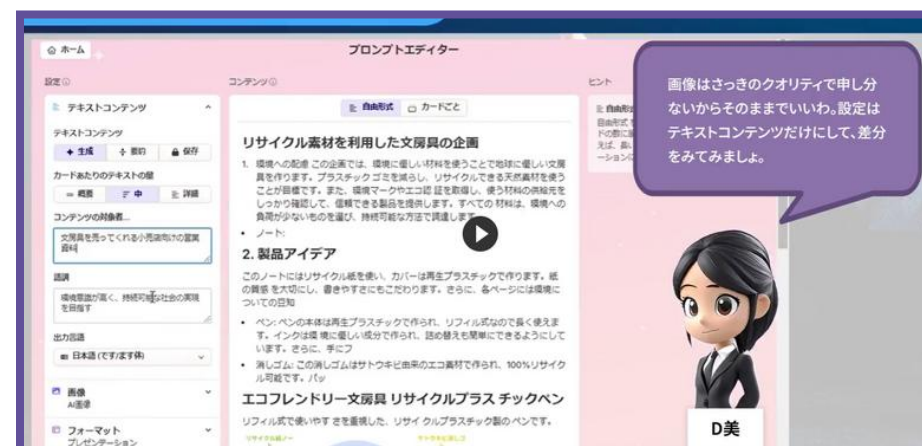 ホーム
プロンプトエディター
設定
コンテンツ
ヒント
テキストコンテンツ
自由形式
カードごと
テキストコンテンツ
生成
要約
保存
カードあたりのテキストの量
概要
中
詳細
コンテンツの対象者...
文房具を売ってくれる小売店向けの営業
資料
語調
環境意識が高く、持続可能な社会の実現
を目指す
出力言語
日本語 (です/ます体)
画像
AI画像
フォーマット
プレゼンテーション
リサイクル素材を利用した文房具の企画
1. 環境への配慮 この企画では、環境に優しい材料を使うことで地球に優しい文房
具を作ります。プラスチックゴミを減らし、リサイクルできる天然素材を使う
ことが目標です。また、環境マークやエコ認 証を取得し、使う材料の供給元を
しっかり確認して、信頼できる製品を提供します。すべての 材料は、環境への
負荷が少ないものを選び、持続可能な方法で調達します。
• ノート:
2. 製品アイデア
このノートにはリサイクル紙を使い、カバーは再生プラスチックで作ります。紙
の質感 を大切にし、書きやすさにもこだわります。さらに、各ページには環境に
ついての豆知
• ペン: ペンの本体は再生プラスチックで作られ、リフィル式なので長く使えま
す。インクは環 境に優しい成分で作られ、詰め替えも簡単にできるようにして
います。さらに、手にフ
• 消しゴム: この消しゴムはサトウキビ由来のエコ素材で作られ、100%リサイク
ル可能です。パッ
エコフレンドリー文房具 リサイクルプラス チックペン
リフィル式で使いやす さを重視した、リサイ クルプラスチック製のペンです。
自由形式
画像はさっきのクオリティで申し分
ないからそのままでいいわ。設定は
テキストコンテンツだけにして、差分
をみてみましょ。
D美